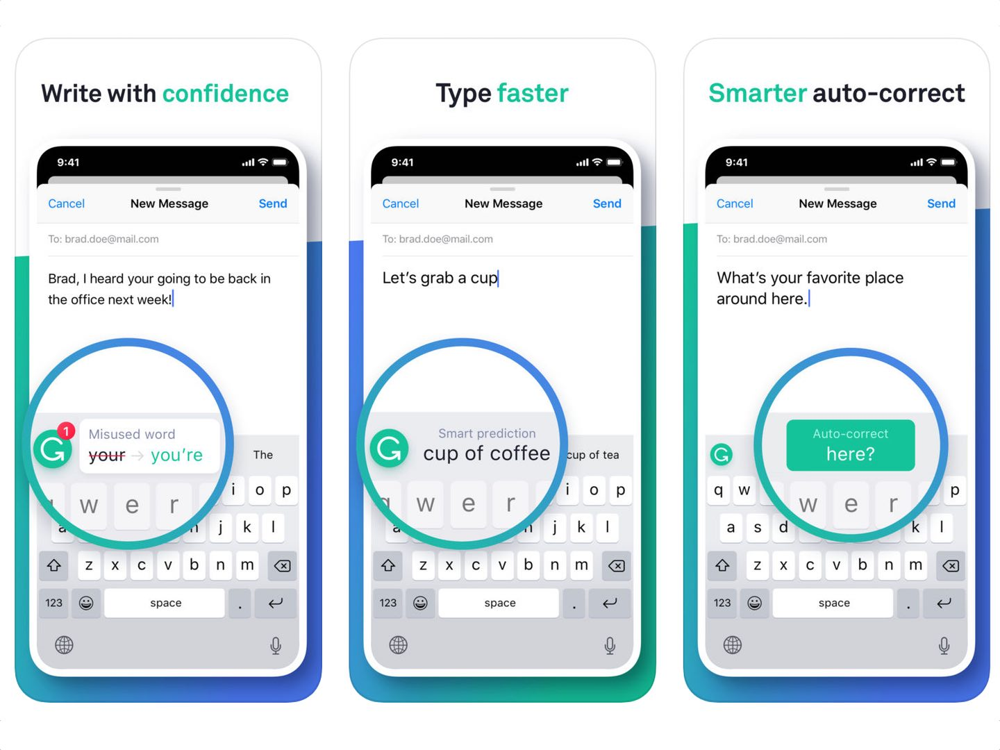 Write with confidence
9:41
Cancel New Message Send
To: brad.doe@mail.com
Brad, I heard your going to be back in
the office next week!
1
Misused word
your → you're
The
w e r i o p
a h j k l
z x c v b n m
123 space .
Type faster
9:41
Cancel New Message Send
To: brad.doe@mail.com
Let's grab a cup
Smart prediction
cup of coffee
cup of tea
q w e r i o p
a h j k l
z x c v b n m
123 space .
Smarter auto-correct
9:41
Cancel New Message Send
To: brad.doe@mail.com
What's your favorite place
around here.
Auto-correct
here?
q w w e r p
a s d k l
z x c v b n m
123 space .